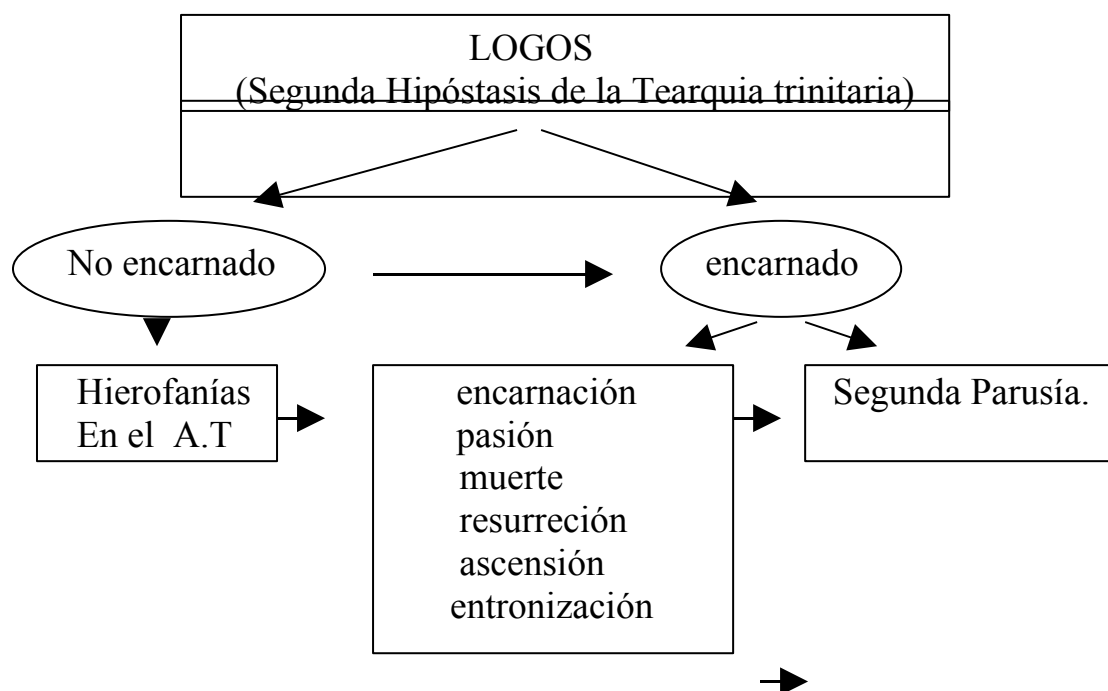 LOGOS
(Segunda Hipóstasis de la Tearquia trinitaria)
No encarnado
encarnado
Hierofanías
En el A.T
encarnación
pasión
muerte
resurreción
ascensión
entronización
Segunda Parusía.